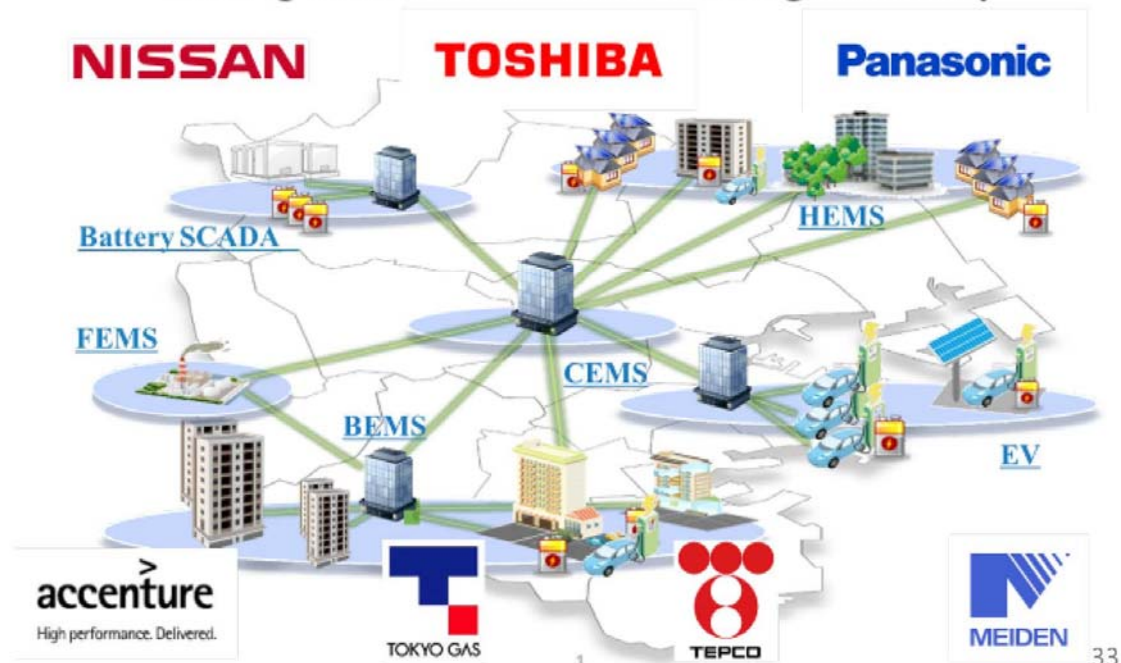 NISSAN
TOSHIBA
Panasonic
HEMS
Battery SCADA
FEMS
CEMS
BEMS
EV
accenture
High performance. Delivered.
TOKYO GAS
TEPCO
MEIDEN
1
33